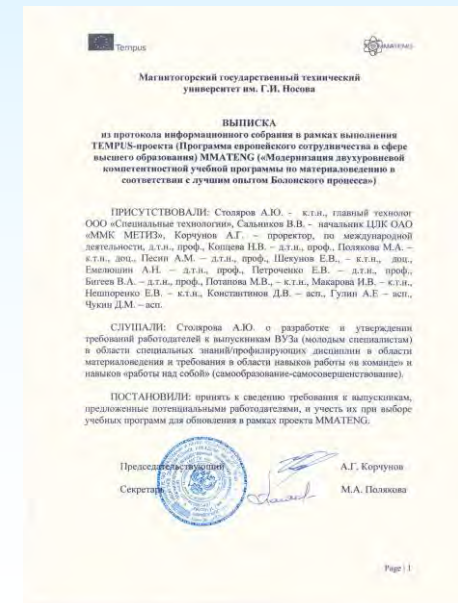 Tempus
MMATENG
Магнитогорский государственный технический
университет им. Г.И. Носова
ВЫПИСКА
из протокола информационного собрания в рамках выполнения
TEMPUS-проекта (Программа европейского сотрудничества в сфере
высшего образования) MMATENG («Модернизация двухуровневой
компетентностной учебной программы по материаловедению в
соответствии с лучшим опытом Болонского процесса»)
ПРИСУТСТВОВАЛИ: Столяров А.Ю. - к.т.н., главный технолог
ООО «Специальные технологии», Сальников В.В. - начальник ЦЛК ОАО
«ММК МЕТИЗ», Корчунов А.Г. – проректор, по международной
деятельности, д.т.н., проф., Копцева Н.В. – д.т.н., проф., Полякова М.А. –
к.т.н., доц., Песин А.М. – д.т.н., проф., Шекунов Е.В., - к.т.н., доц.,
Емелюшин А.Н. – д.т.н., проф., Петроченко Е.В. – д.т.н., проф.,
Бигеев В.А. – д.т.н., проф., Потапова М.В., – к.т.н., Макарова И.В. – к.т.н.,
Нешпоренко Е.В. – к.т.н., Константинов Д.В. – асп., Гулин А.Е – асп.,
Чукин Д.М. – асп.
СЛУШАЛИ: Столярова А.Ю. о разработке и утверждении
требований работодателей к выпускникам ВУЗа (молодым специалистам)
в области специальных знаний/профилирующих дисциплин в области
материаловедения и требования в области навыков работы «в команде» и
навыков «работы над собой» (самообразование-самосовершенствование).
ПОСТАНОВИЛИ: принять к сведению требования к выпускникам,
предложенные потенциальными работодателями, и учесть их при выборе
учебных программ для обновления в рамках проекта MMATENG.
Председательствующий А.Г. Корчунов
Секретарь М.А. Полякова
Page | 1